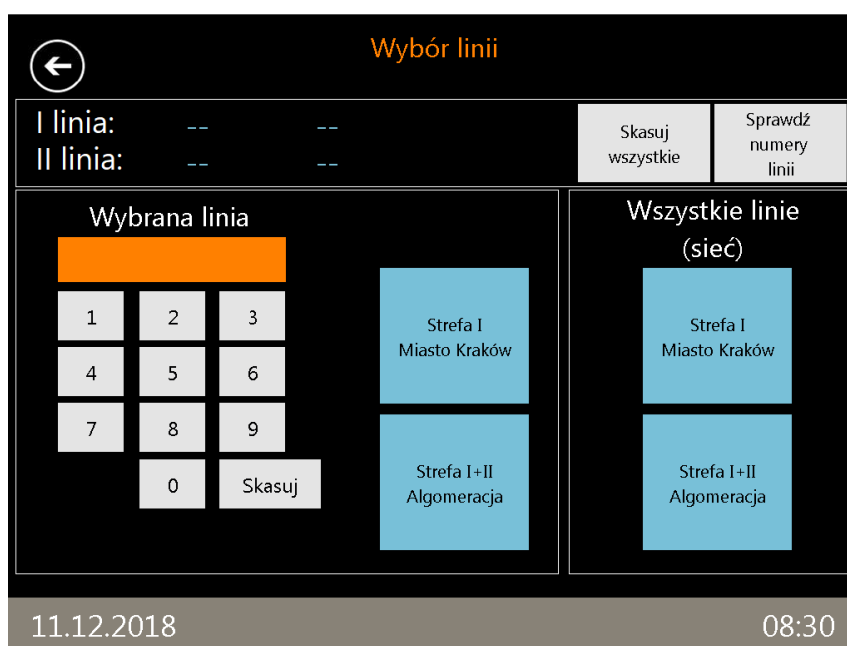 Wybór linii
I linia: -- --
II linia: -- --
Skasuj
wszystkie
Sprawdź
numery
linii
Wybrana linia
1 2 3
4 5 6
7 8 9
0 Skasuj
Strefa I
Miasto Kraków
Strefa I+II
Algomeracja
Wszystkie linie
(sieć)
Strefa I
Miasto Kraków
Strefa I+II
Algomeracja
11.12.2018 08:30